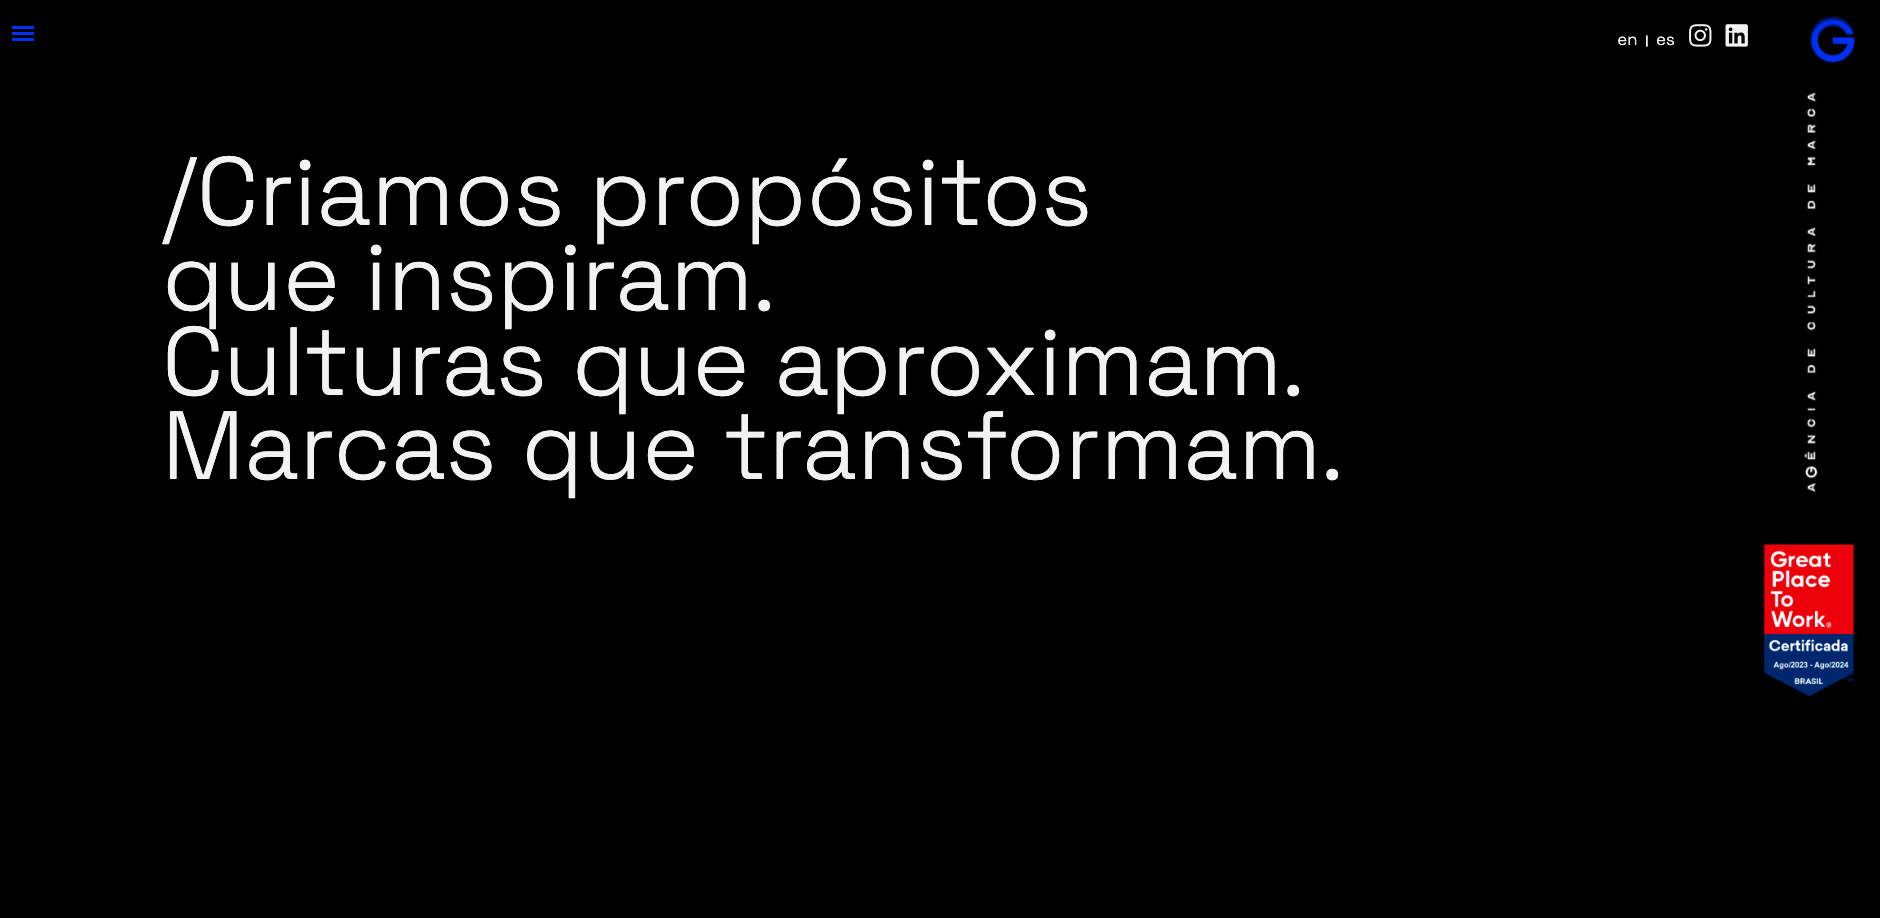 en | es
G
/Criamos propósitos
que inspiram.
Culturas que aproximam.
Marcas que transformam.
AGÊNCIA DE CULTURA DE MARCA
Great
Place
To
Work®
Certificada
Ago/2023 - Ago/2024
BRASIL